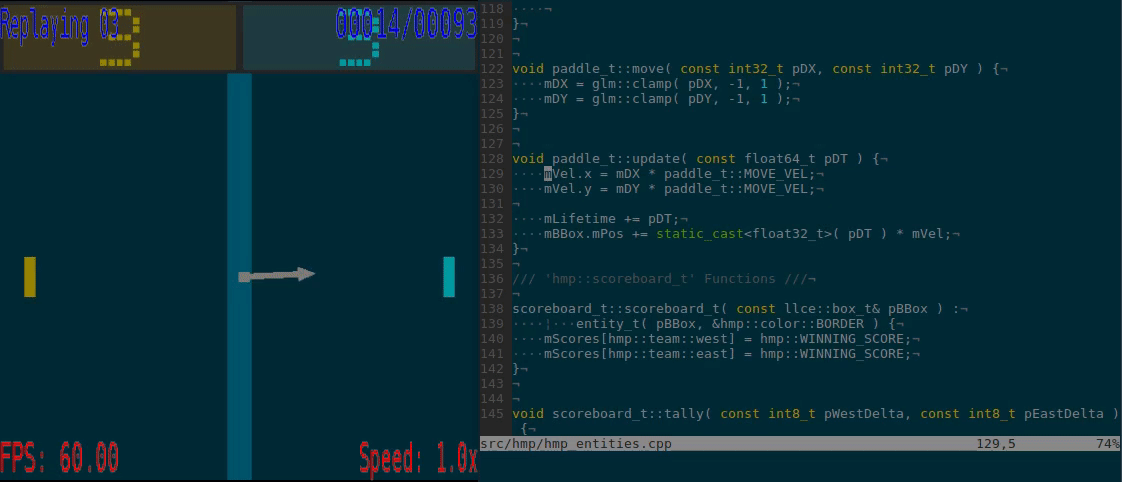 Replaying 03
3
00014/00093
3
FPS: 60.00
Speed: 1.0x
118 ····¬
119 }¬
120 ¬
121 ¬
122 void paddle_t::move( const int32_t pDX, const int32_t pDY ) {¬
123 ····mDX = glm::clamp( pDX, -1, 1 );¬
124 ····mDY = glm::clamp( pDY, -1, 1 );¬
125 }¬
126 ¬
127 ¬
128 void paddle_t::update( const float64_t pDT ) {¬
129 ····mVel.x = mDX * paddle_t::MOVE_VEL;¬
130 ····mVel.y = mDY * paddle_t::MOVE_VEL;¬
131 ¬
132 ····mLifetime += pDT;¬
133 ····mBBox.mPos += static_cast<float32_t>( pDT ) * mVel;¬
134 }¬
135 ¬
136 /// 'hmp::scoreboard_t' Functions ///¬
137 ¬
138 scoreboard_t::scoreboard_t( const llce::box_t& pBBox ) :¬
139 ····¦···entity_t( pBBox, &hmp::color::BORDER ) {¬
140 ····mScores[hmp::team::west] = hmp::WINNING_SCORE;¬
141 ····mScores[hmp::team::east] = hmp::WINNING_SCORE;¬
142 }¬
143 ¬
144 ¬
145 void scoreboard_t::tally( const int8_t pWestDelta, const int8_t pEastDelta )
{¬
src/hmp/hmp_entities.cpp 129,5 74%